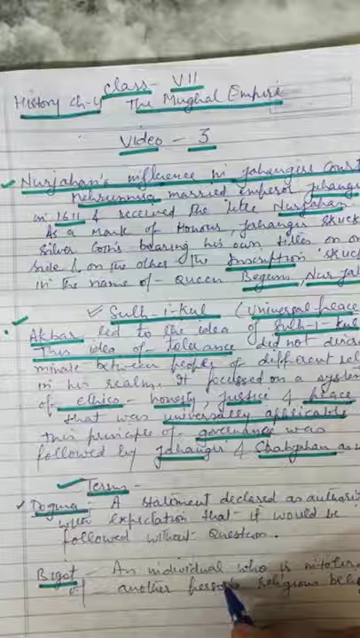 Class - VII
History Ch-4 The Mughal Empire
Video - 3
Nurjahan's influence in Jahangir's Court
Mehrunnisa married emperor Jhangir
in 1611 & received the title Nurjahan
As a mark of Honour, Jahangir struck
Silver Coins bearing his own titles on one
side & on the other the Inscription struck
in the name of - Queen Begum, Nur Jah
Sulh-i-kul (Universal peace
Akbar led to the idea of Sulh-i-kul
This idea of tolerance did not discri
minate between people of different rel
in his realm. It focussed on a system
of ethics - honesty, Justice & peace
that was universally applicable
this principle of governance was
followed by Jahangir & Shahjahan as
Terms -
Dogma - A statement declared as authorit
with expectation that it would be
followed without Question.
Bigot - An individual who is intoler
of another person's religious beli